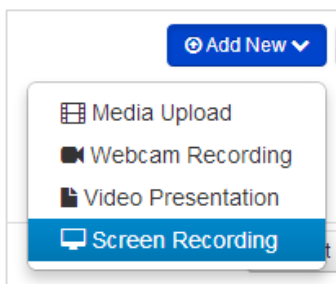 Add New
Media Upload
Webcam Recording
Video Presentation
Screen Recording